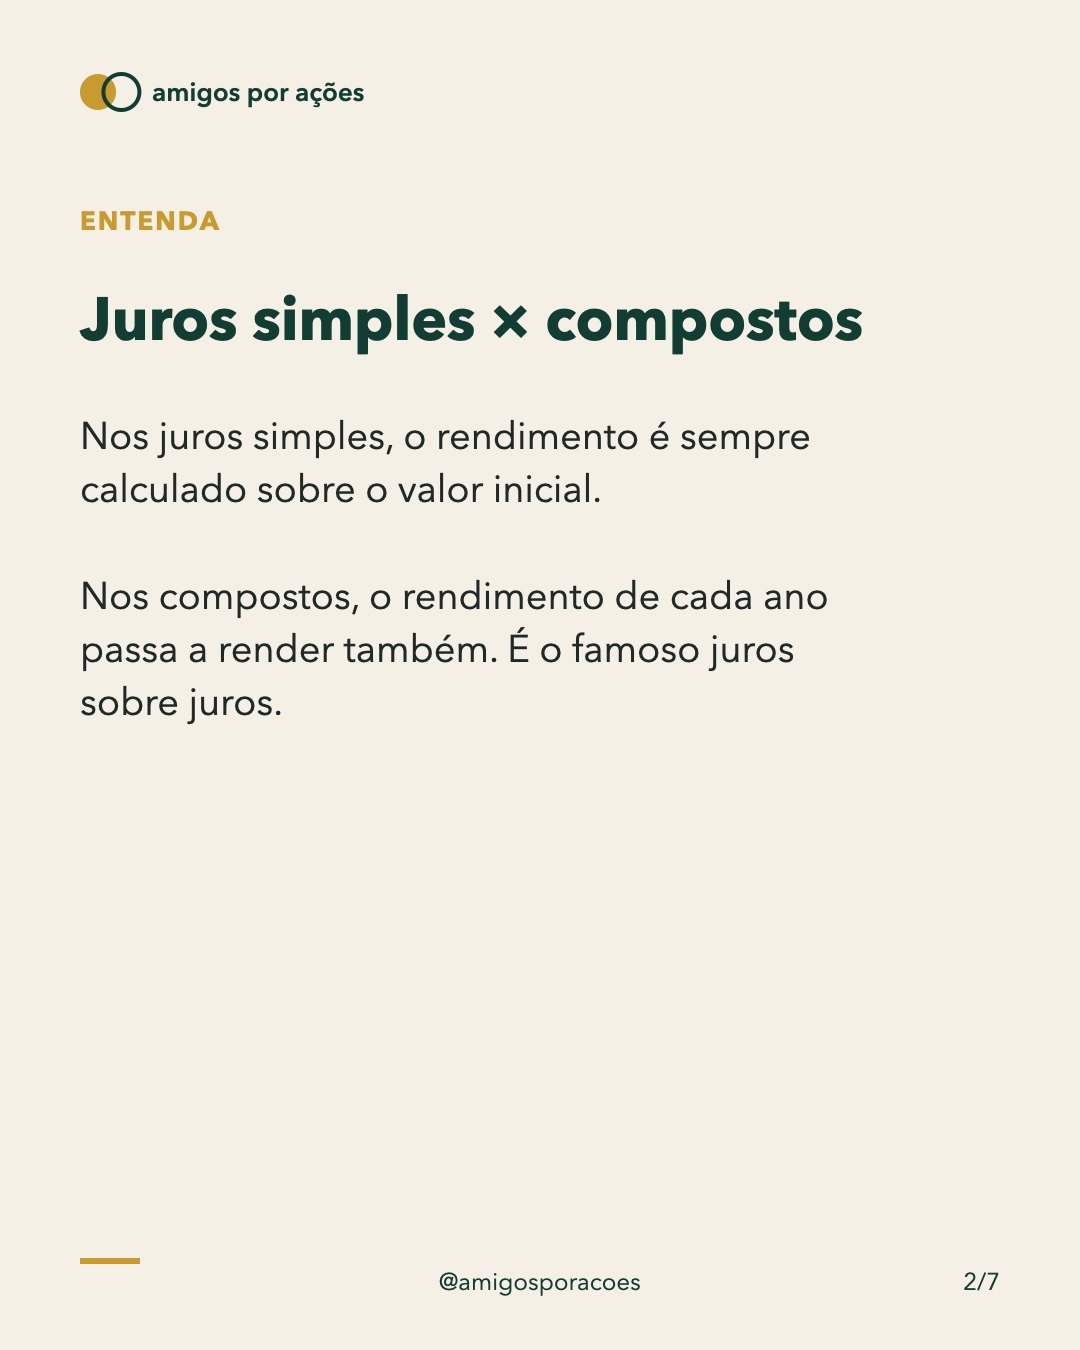 amigos por ações
ENTENDA
Juros simples × compostos
Nos juros simples, o rendimento é sempre
calculado sobre o valor inicial.
Nos compostos, o rendimento de cada ano
passa a render também. É o famoso juros
sobre juros.
@amigosporacoes
2/7